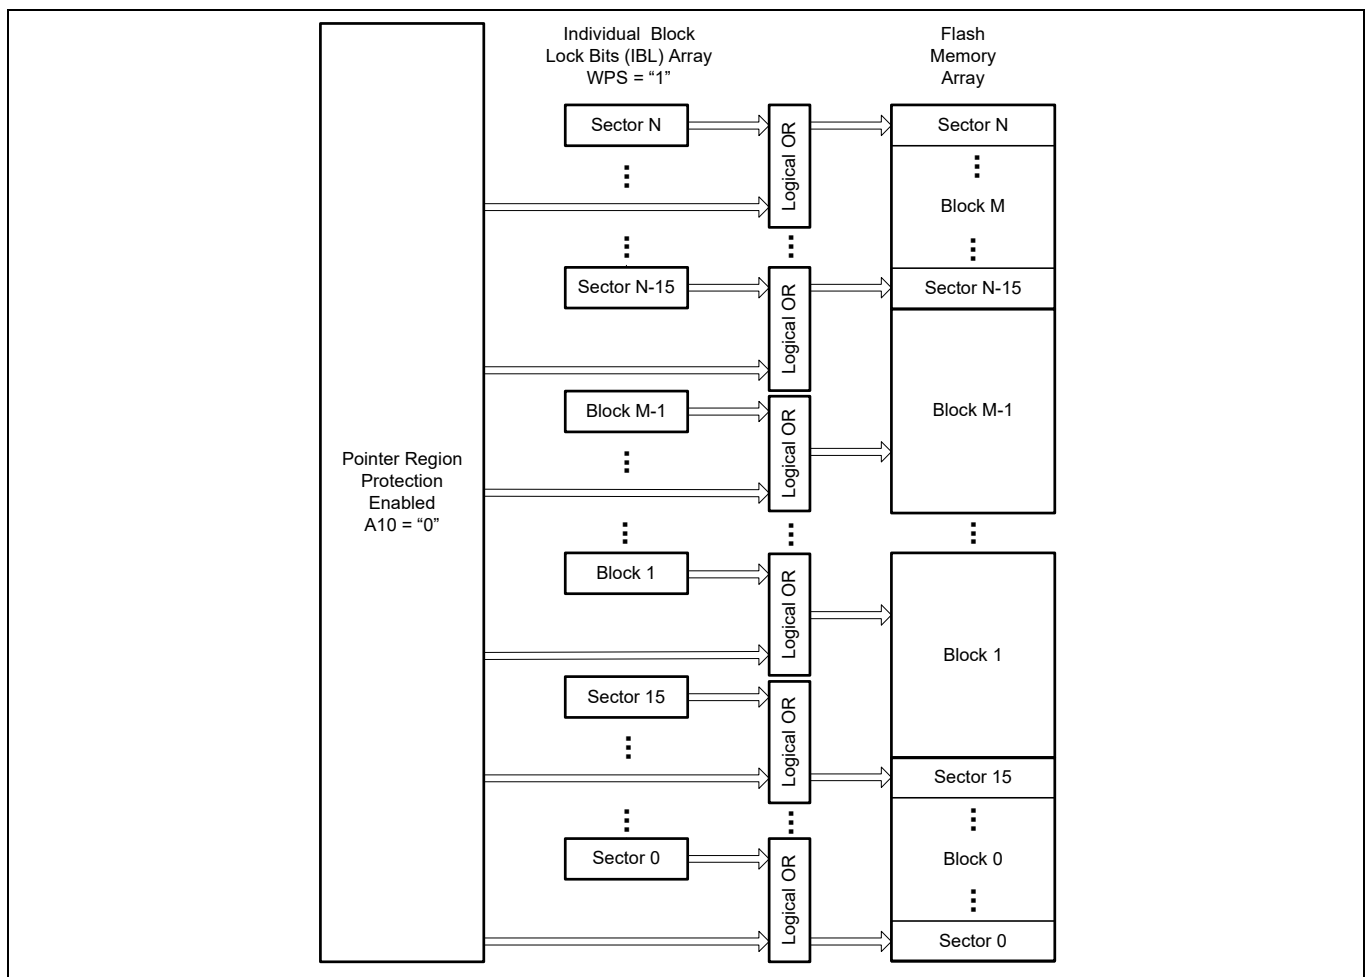 Individual Block
Lock Bits (IBL) Array
WPS = “1”
Flash
Memory
Array
Sector N
Logical OR
Sector N
Block M
Sector N-15
Logical OR
Sector N-15
Block M-1
Logical OR
Block M-1
Pointer Region
Protection
Enabled
A10 = “0”
Block 1
Logical OR
Block 1
Sector 15
Logical OR
Sector 15
Sector 0
Logical OR
Block 0
Sector 0